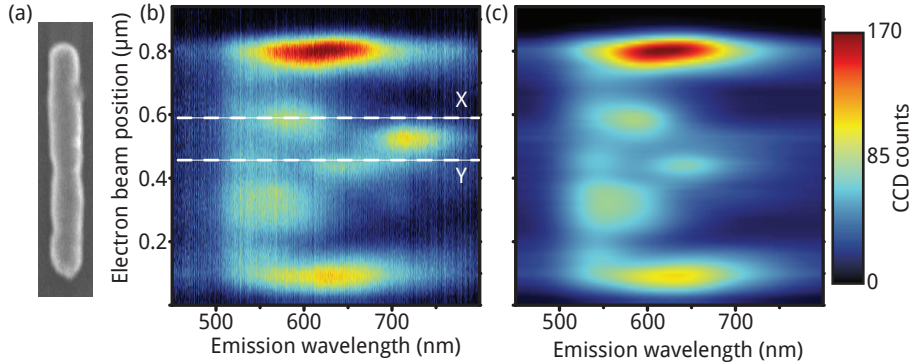 (a)
(b)
(c)
Electron beam position (μm)
0.8
0.6
0.4
0.2
X
Y
500
600
700
Emission wavelength (nm)
500
600
700
Emission wavelength (nm)
170
85
0
CCD counts